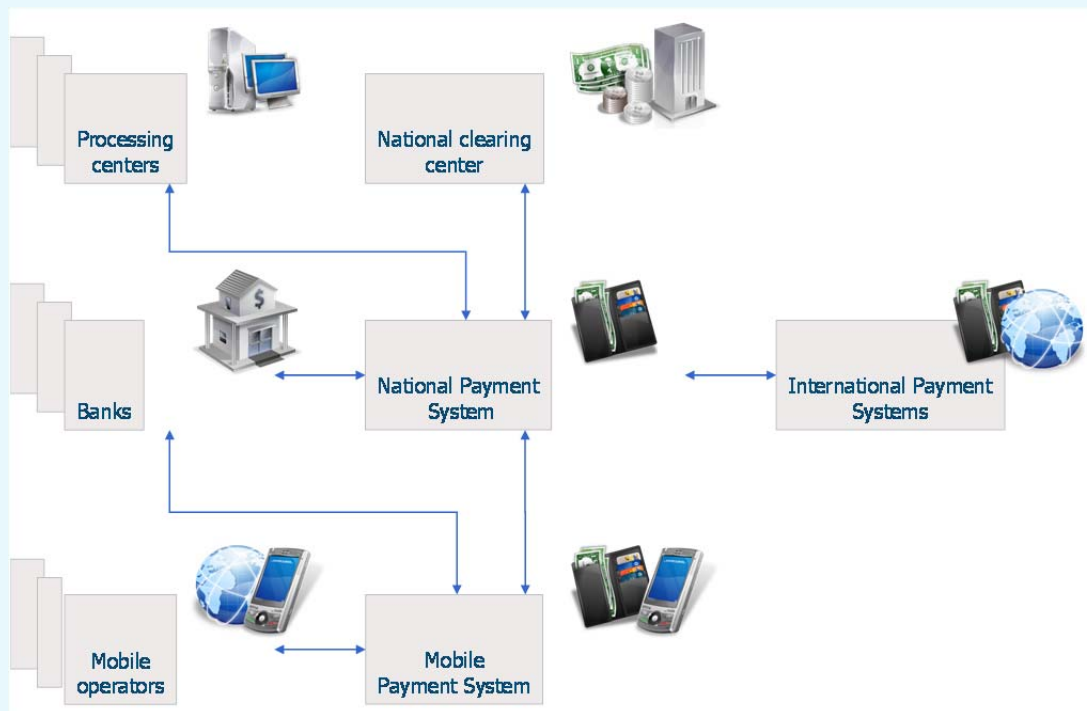 Processing
centers
National clearing
center
Banks
National Payment
System
International Payment
Systems
Mobile
operators
Mobile
Payment System